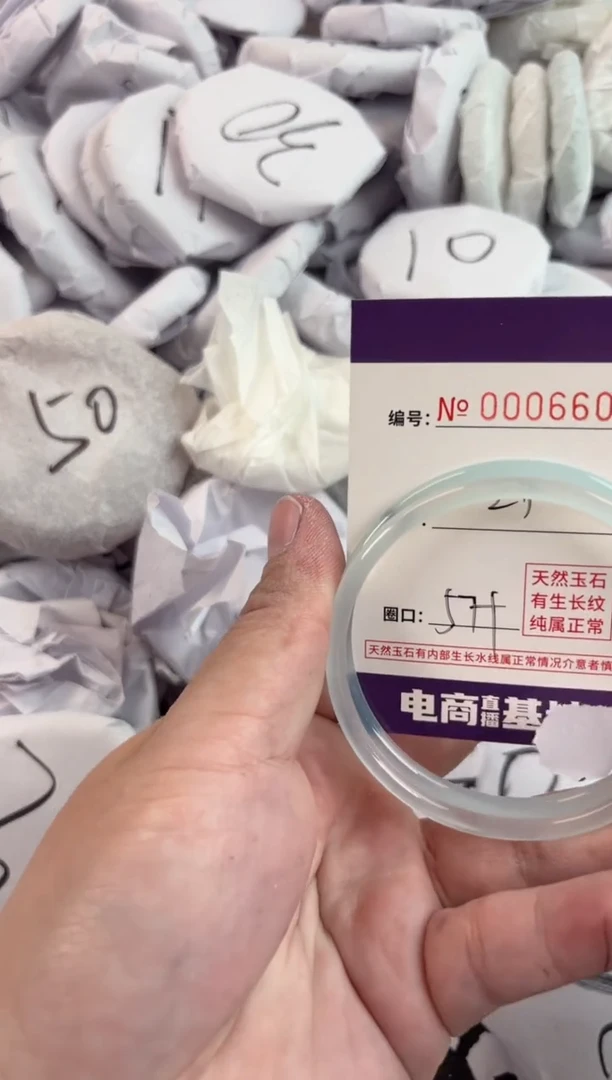 50
10
50
编号: № 000660
圈口: 57+
天然玉石
有生长纹
纯属正常
天然玉石有内部生长水线属正常情况介意者慎
电商直播基地